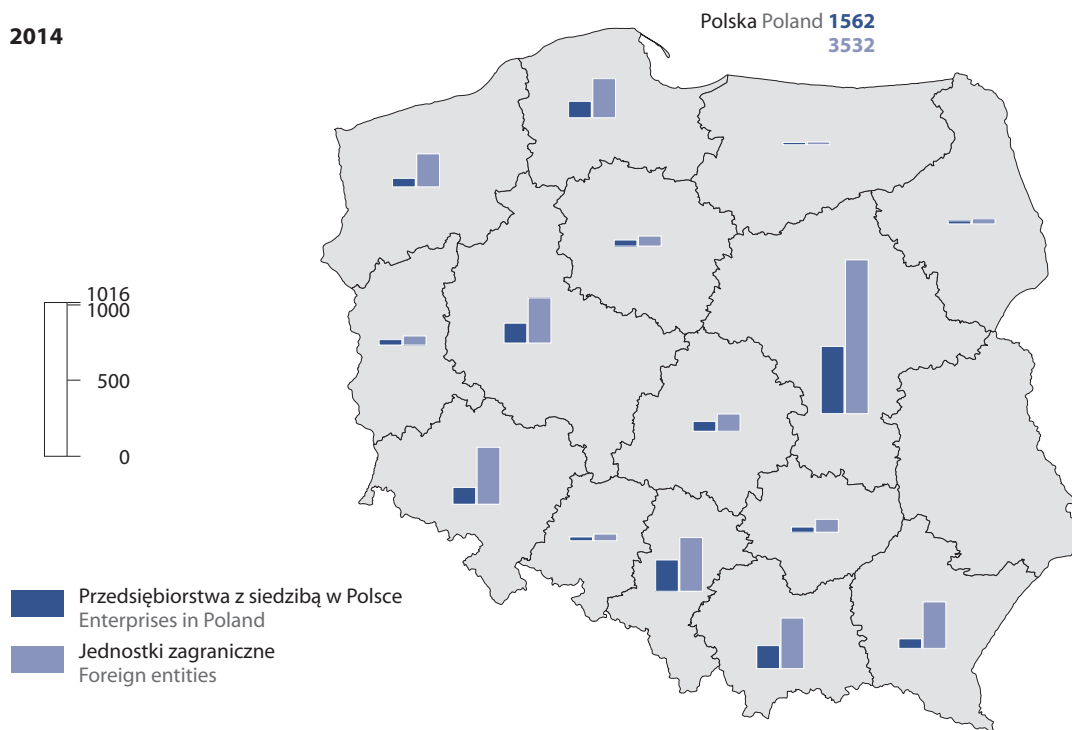 2014
Polska Poland 1562
3532
1016
1000
500
0
Przedsiębiorstwa z siedzibą w Polsce
Enterprises in Poland
Jednostki zagraniczne
Foreign entities